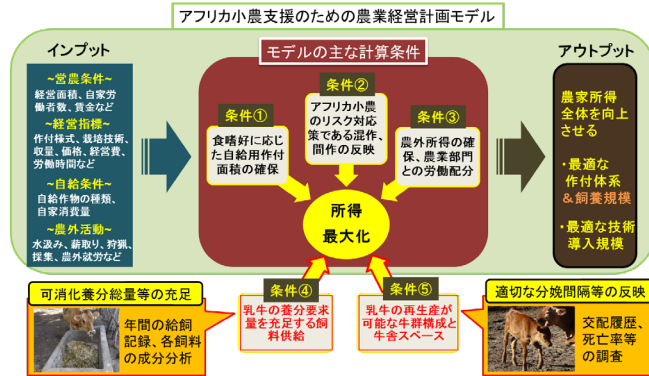 アフリカ小農支援のための農業経営計画モデル
インプット
~営農条件~
経営面積、自家労
働者数、賃金など
~経営指標~
作付様式、栽培技術、
収量、価格、経営費、
労働時間など
~自給条件~
自給作物の種類、
自家消費量
~農外活動~
水汲み、薪取り、狩猟、
採集、農外就労など
モデルの主な計算条件
条件①
食嗜好に応じ
た自給用作付
面積の確保
条件②
アフリカ小農
のリスク対応
策である混作、
間作の反映
条件③
農外所得の確
保、農業部門
との労働配分
所得
最大化
アウトプット
農家所得
全体を向上
させる
・最適な
作付体系
&飼養規模
・最適な技術
導入規模
条件④
乳牛の養分要求
量を充足する飼
料供給
条件⑤
乳牛の再生産が
可能な牛群構成と
牛舎スペース
可消化養分総量等の充足
年間の給飼
記録、各飼料
の成分分析
適切な分娩間隔等の反映
交配履歴、
死亡率等
の調査